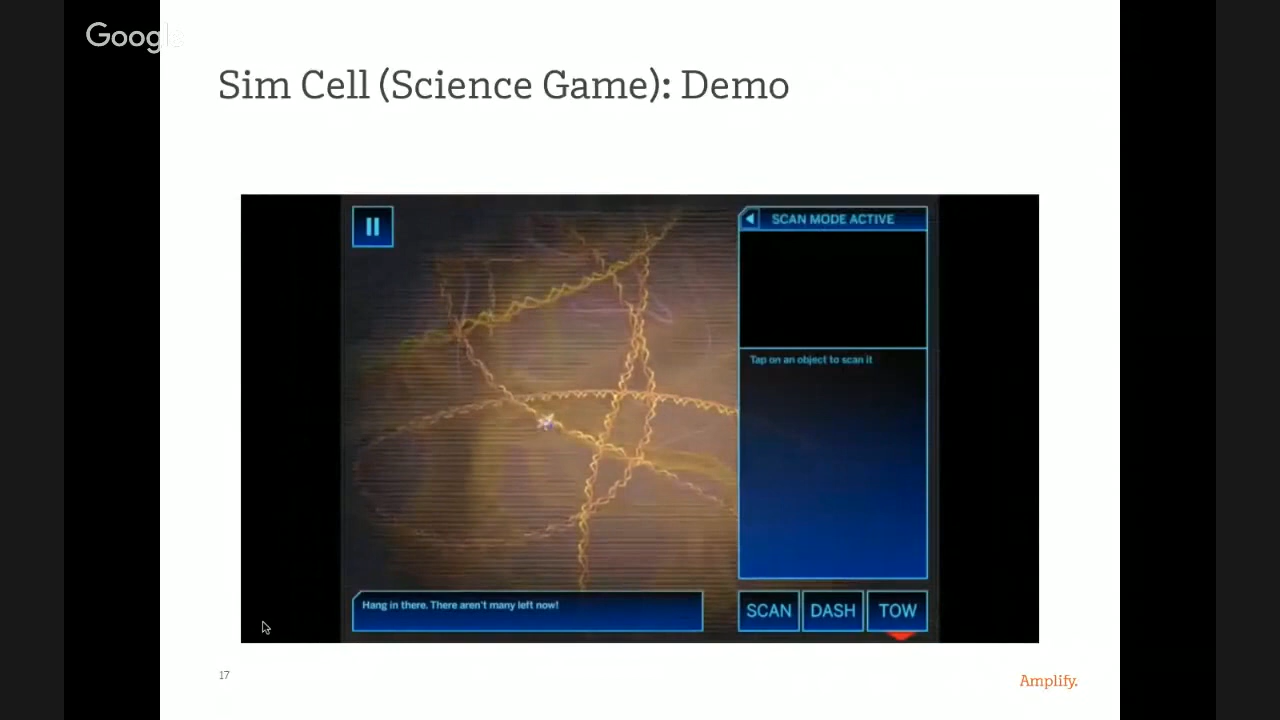 Google
Sim Cell (Science Game): Demo
SCAN MODE ACTIVE
Tap on an object to scan it
Hang in there. There aren't many left now!
SCAN
DASH
TOW
17
Amplify.